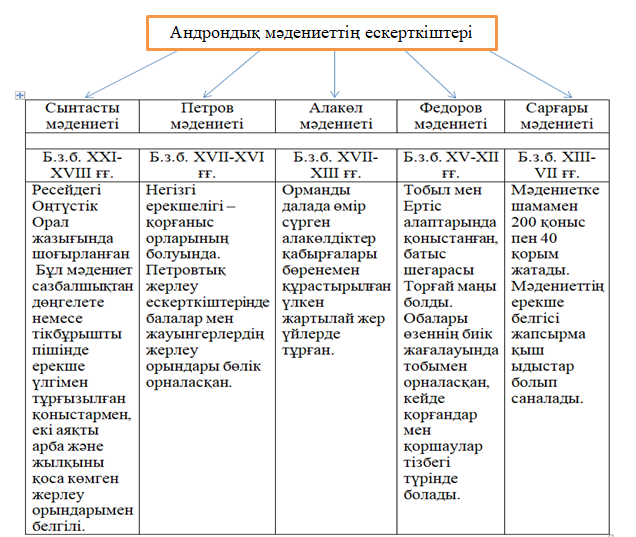 Андрондық мәдениеттің ескерткіштері
Сынтасты
мәдениеті
Петров
мәдениеті
Алакөл
мәдениеті
Федоров
мәдениеті
Сарғары
мәдениеті
Б.з.б. XXI-
XVIII ғғ.
Б.з.б. XVII-XVI
ғғ.
Б.з.б. XVII-
XIII ғғ.
Б.з.б. XV-XII
ғғ.
Б.з.б. XIII-
VII ғғ.
Ресейдегі
Оңтүстік
Орал
жазығында
шоғырланған
Бұл мәдениет
сазбалшықтан
дөңгелете
немесе
тікбұрышты
пішінде
ерекше
үлгімен
тұрғызылған
қоныстармен,
екі аяқты
арба және
жылқыны
қоса көмген
жерлеу
орындарымен
белгілі.
Негізгі
ерекшелігі –
қорғаныс
орларының
болуында.
Петровтық
жерлеу
ескерткіштерінде
балалар мен
жауынгерлердің
жерлеу
орындары бөлік
орналасқан.
Орманды
далада өмір
сүрген
алакөлдіктер
қабырғалары
бөренемен
құрастырылған
үлкен
жартылай жер
үйлерде
тұрған.
Тобыл мен
Ертіс
алаптарында
қоныстанған,
батыс
шегарасы
Торғай маңы
болды.
Обалары
өзеннің биік
жағалауында
тобымен
орналасқан,
кейде
қорғандар
мен
қоршаулар
тізбегі
түрінде
болады.
Мәдениетке
шамамен
200 қоныс
пен 40
қорым
жатады.
Мәдениеттің
ерекше
белгісі
жапсырма
қыш
ыдыстар
болып
саналады.